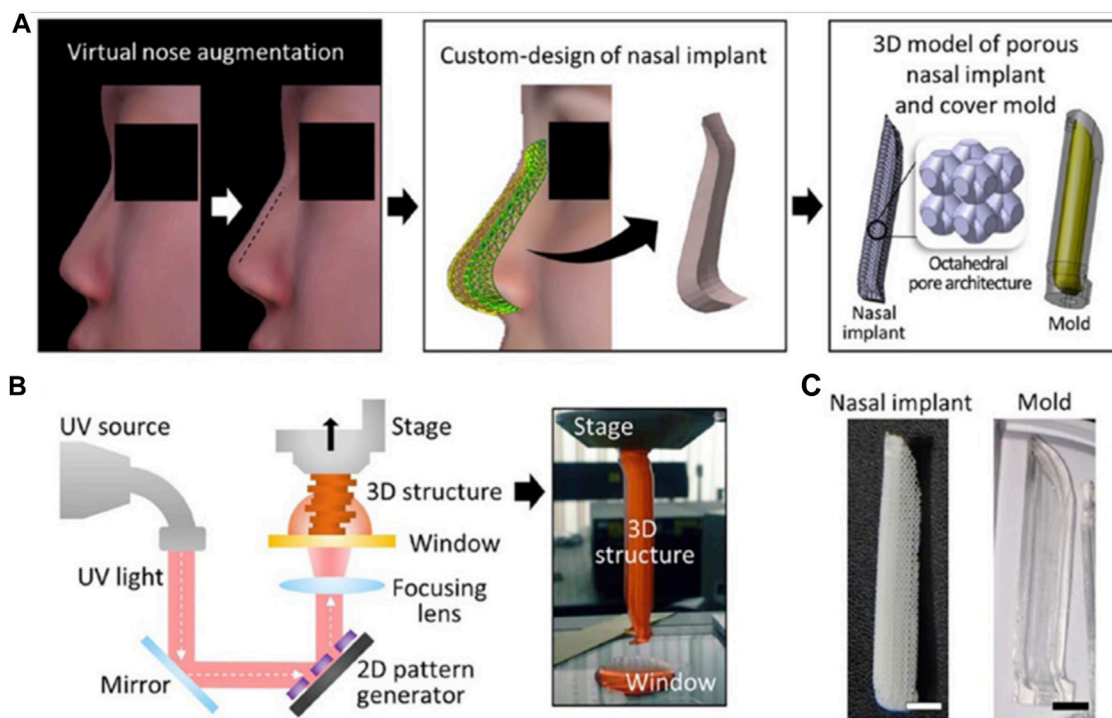 A
Virtual nose augmentation
Custom-design of nasal implant
3D model of porous
nasal implant
and cover mold
Octahedral
pore architecture
Nasal
implant
Mold
B
UV source
UV light
Mirror
Stage
3D structure
Window
Focusing
lens
2D pattern
generator
Stage
3D
structure
Window
C
Nasal implant
Mold